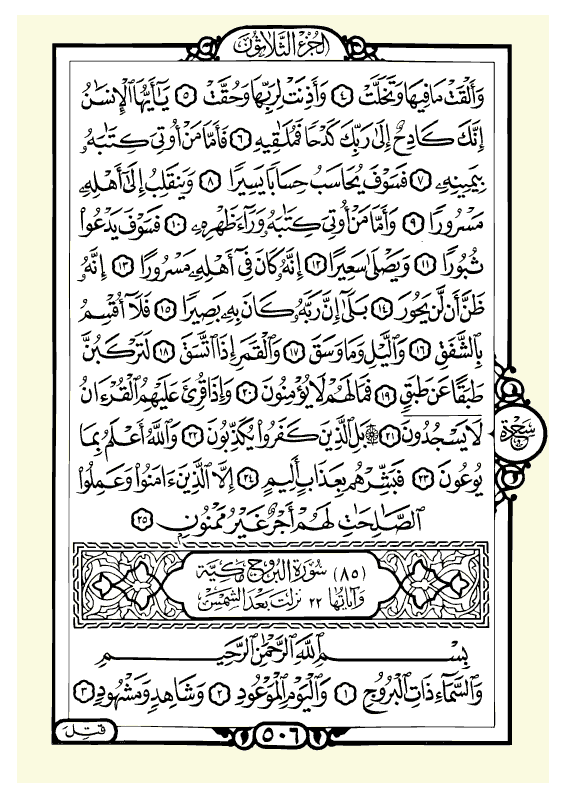 الجزء الثلاثون
وَأَلْقَتْ مَا فِيهَا وَتَخَلَّتْ ٤ وَأَذِنَتْ لِرَبِّهَا وَحُقَّتْ ٥ يَٰٓأَيُّهَا ٱلْإِنسَٰنُ
إِنَّكَ كَادِحٌ إِلَىٰ رَبِّكَ كَدْحًا فَمُلَٰقِيهِ ٦ فَأَمَّا مَنْ أُوتِيَ كِتَٰبَهُۥ
بِيَمِينِهِۦ ٧ فَسَوْفَ يُحَاسَبُ حِسَابًا يَسِيرًا ٨ وَيَنقَلِبُ إِلَىٰٓ أَهْلِهِۦ
مَسْرُورًا ٩ وَأَمَّا مَنْ أُوتِيَ كِتَٰبَهُۥ وَرَآءَ ظَهْرِهِۦ ١٠ فَسَوْفَ يَدْعُوا۟
ثُبُورًا ١١ وَيَصْلَىٰ سَعِيرًا ١٢ إِنَّهُۥ كَانَ فِيٓ أَهْلِهِۦ مَسْرُورًا ١٣ إِنَّهُۥ
ظَنَّ أَن لَّن يَحُورَ ١٤ بَلَىٰٓ إِنَّ رَبَّهُۥ كَانَ بِهِۦ بَصِيرًا ١٥ فَلَآ أُقْسِمُ
بِٱلشَّفَقِ ١٦ وَٱلَّيْلِ وَمَا وَسَقَ ١٧ وَٱلْقَمَرِ إِذَا ٱتَّسَقَ ١٨ لَتَرْكَبُنَّ
طَبَقًا عَن طَبَقٍ ١٩ فَمَا لَهُمْ لَا يُؤْمِنُونَ ٢٠ وَإِذَا قُرِئَ عَلَيْهِمُ ٱلْقُرْءَانُ
لَا يَسْجُدُونَ ٢١ ۩ بَلِ ٱلَّذِينَ كَفَرُوا۟ يُكَذِّبُونَ ٢٢ وَٱللَّهُ أَعْلَمُ بِمَا
سجدة
يُوعُونَ ٢٣ فَبَشِّرْهُم بِعَذَابٍ أَلِيمٍ ٢٤ إِلَّا ٱلَّذِينَ ءَامَنُوا۟ وَعَمِلُوا۟
ٱلصَّٰلِحَٰتِ لَهُمْ أَجْرٌ غَيْرُ مَمْنُونٍ ٢٥
(٨٥) سورة البروج مكية
وآياتها ٢٢ نزلت بعد الشمس
بِسْمِ ٱللَّهِ ٱلرَّحْمَٰنِ ٱلرَّحِيمِ
وَٱلسَّمَآءِ ذَاتِ ٱلْبُرُوجِ ١ وَٱلْيَوْمِ ٱلْمَوْعُودِ ٢ وَشَاهِدٍ وَمَشْهُودٍ ٣
قُتِلَ
٥٠٦